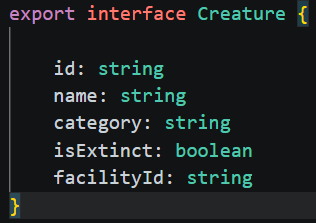 export interface Creature {
id: string
name: string
category: string
isExtinct: boolean
facilityId: string
}